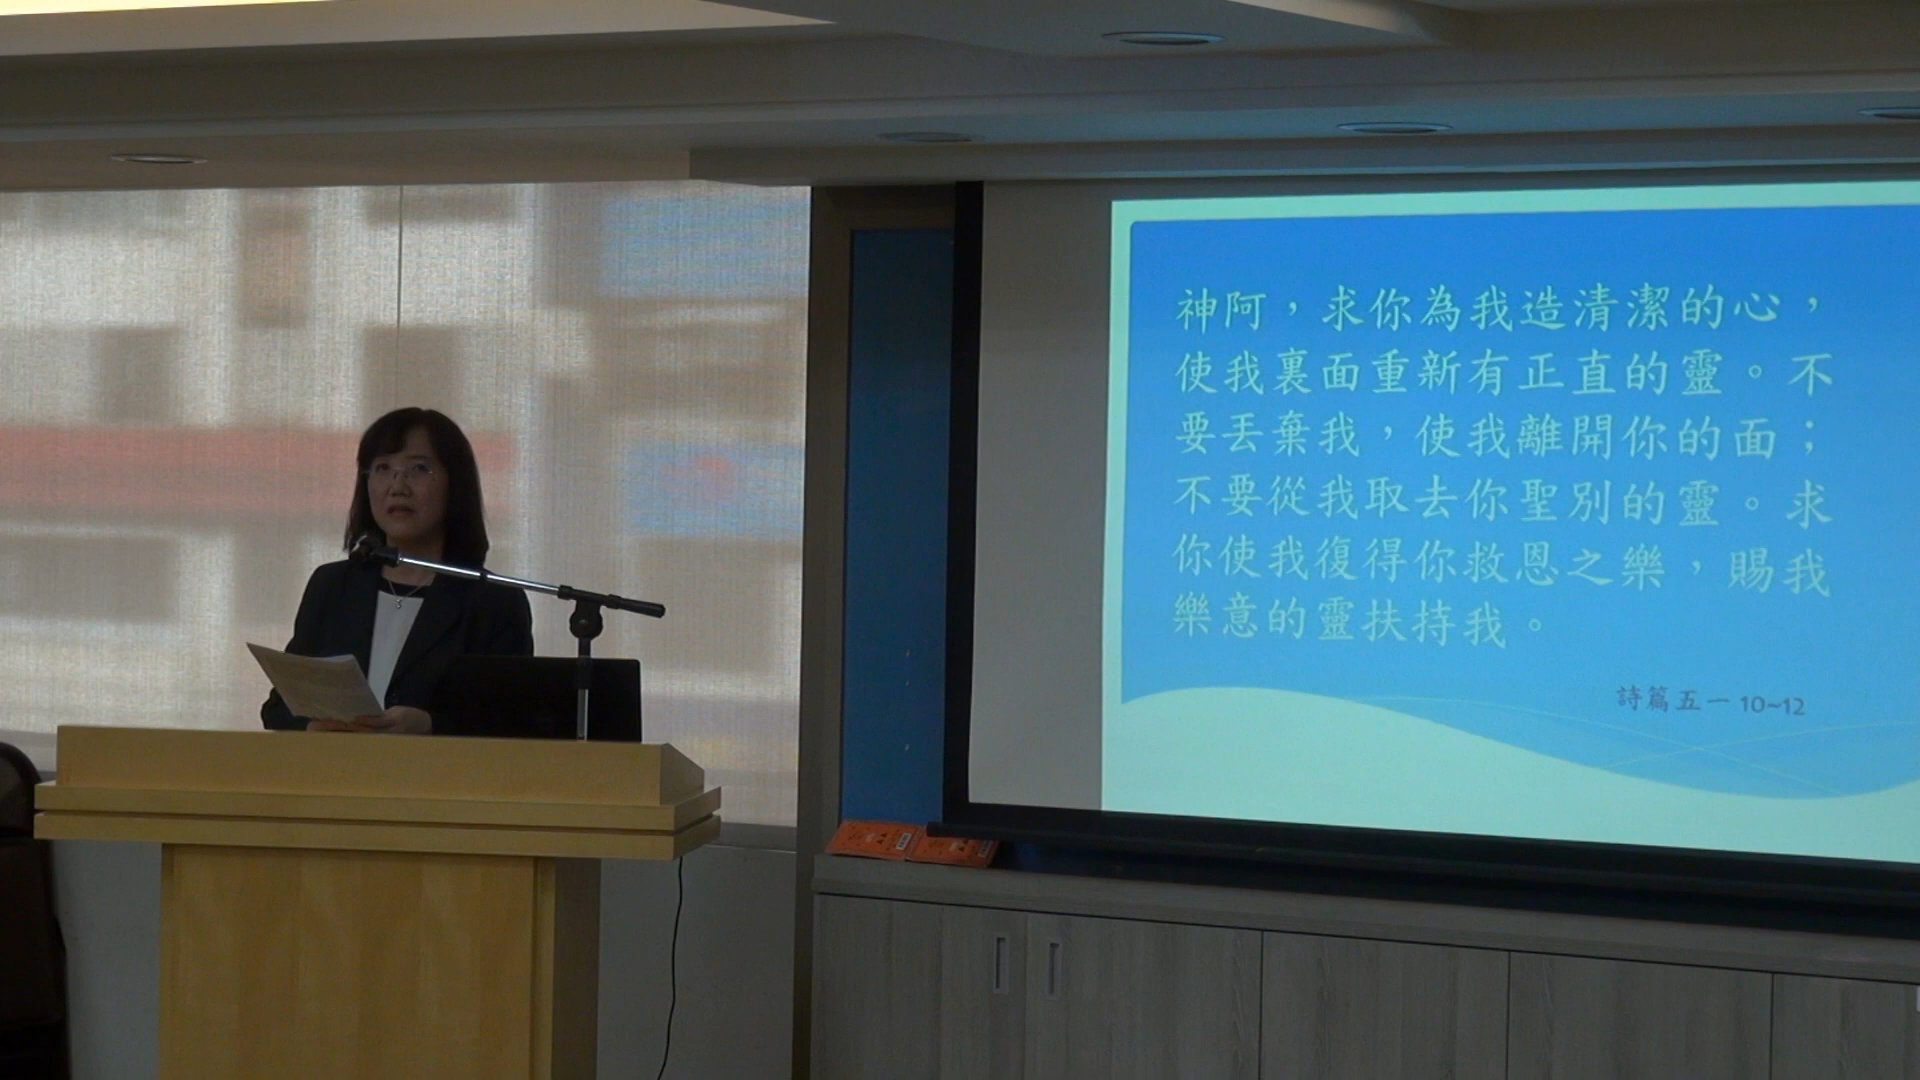 神阿，求你為我造清潔的心，
使我裏面重新有正直的靈。不
要丟棄我，使我離開你的面；
不要從我取去你聖別的靈。求
你使我復得你救恩之樂，賜我
樂意的靈扶持我。
詩篇五一10~12